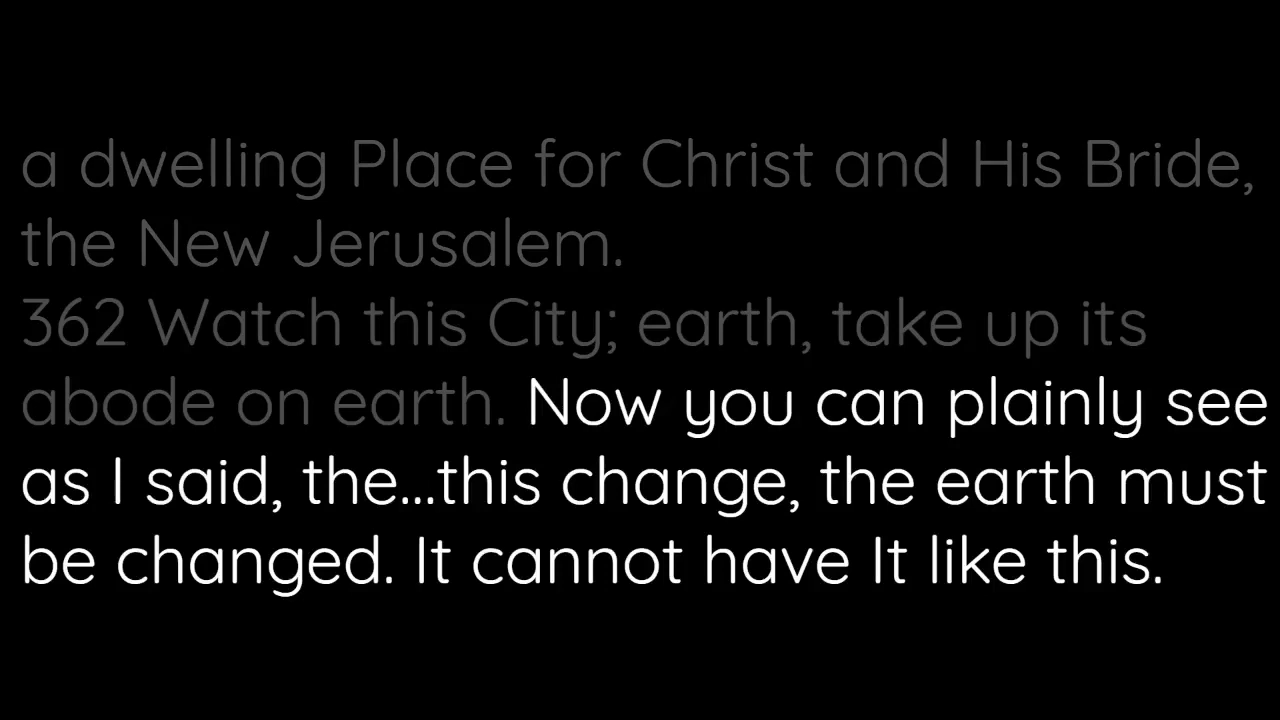 a dwelling Place for Christ and His Bride,
the New Jerusalem.
362 Watch this City; earth, take up its
abode on earth. Now you can plainly see
as I said, the...this change, the earth must
be changed. It cannot have It like this.